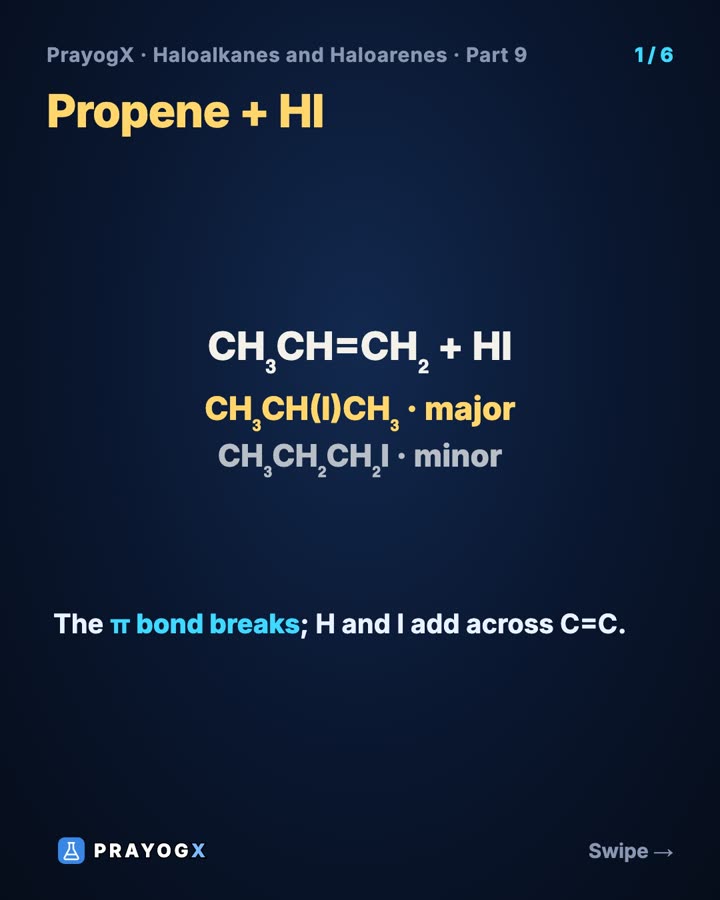 PrayogX · Haloalkanes and Haloarenes · Part 9
1 / 6
Propene + HI
CH₃CH=CH₂ + HI
CH₃CH(I)CH₃ · major
CH₃CH₂CH₂I · minor
The π bond breaks; H and I add across C=C.
PRAYOGX
Swipe →